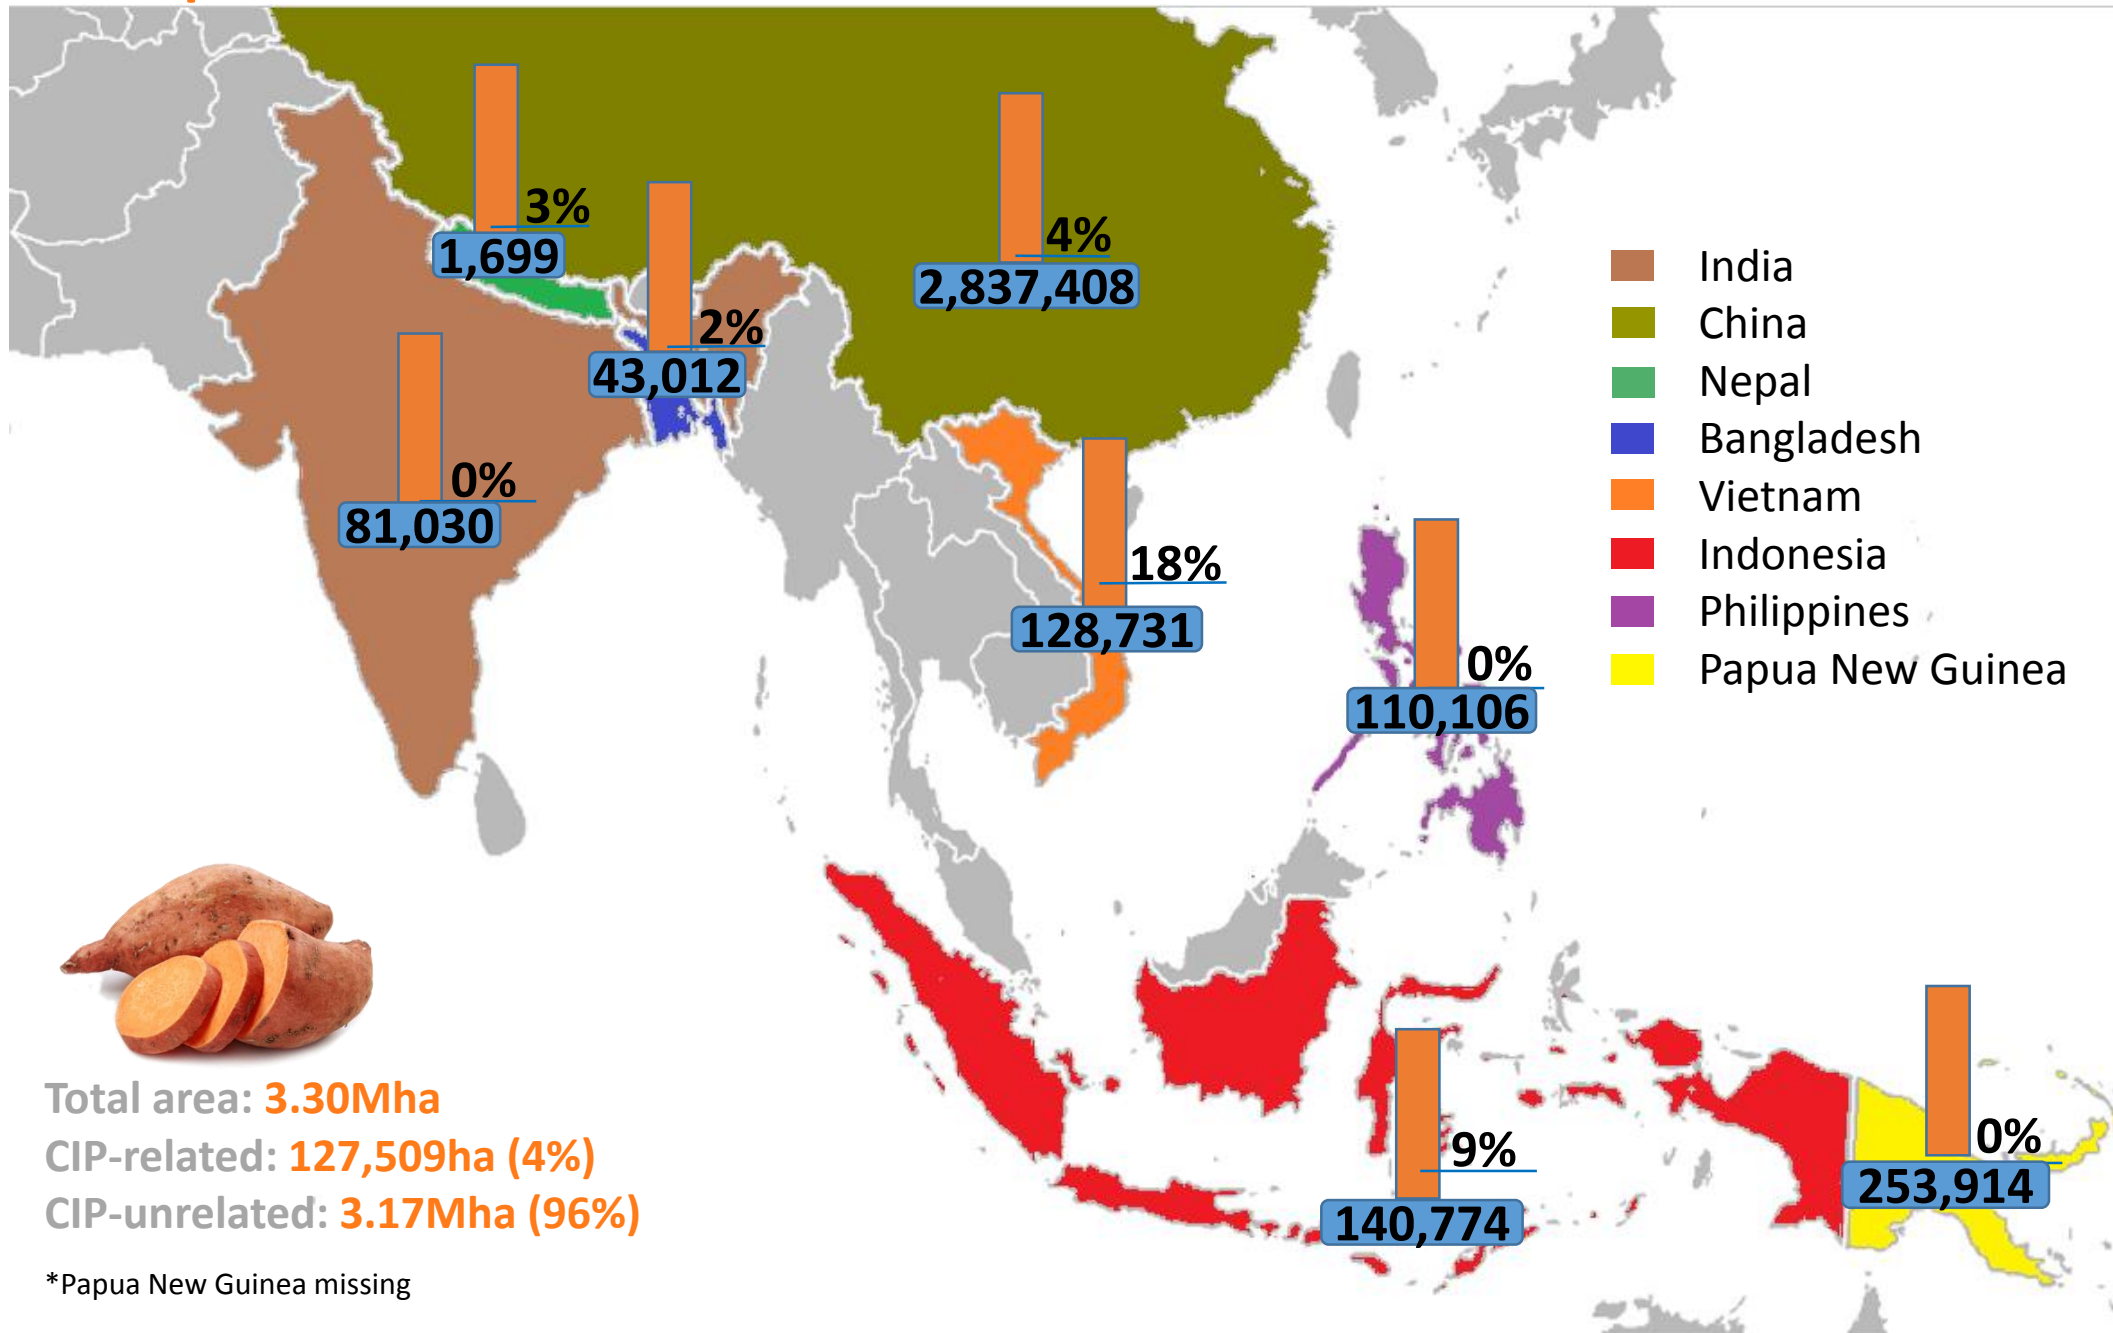 3%
1,699
4%
2,837,408
2%
43,012
0%
81,030
18%
128,731
0%
110,106
India
China
Nepal
Bangladesh
Vietnam
Indonesia
Philippines
Papua New Guinea
9%
140,774
0%
253,914
Total area: 3.30Mha
CIP-related: 127,509ha (4%)
CIP-unrelated: 3.17Mha (96%)
*Papua New Guinea missing